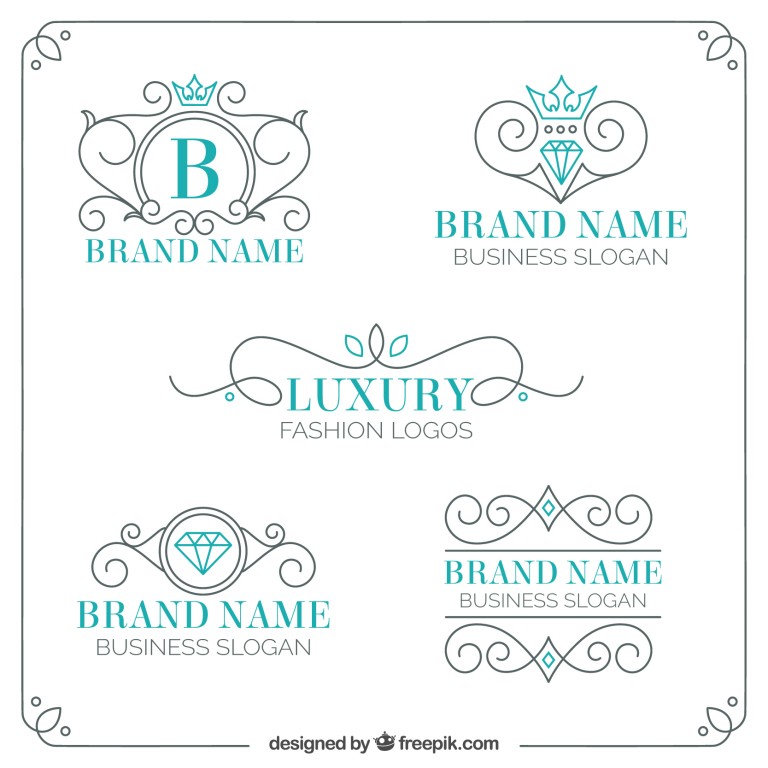 B
BRAND NAME
BRAND NAME
BUSINESS SLOGAN
LUXURY
FASHION LOGOS
BRAND NAME
BUSINESS SLOGAN
BRAND NAME
BUSINESS SLOGAN
designed by freepik.com